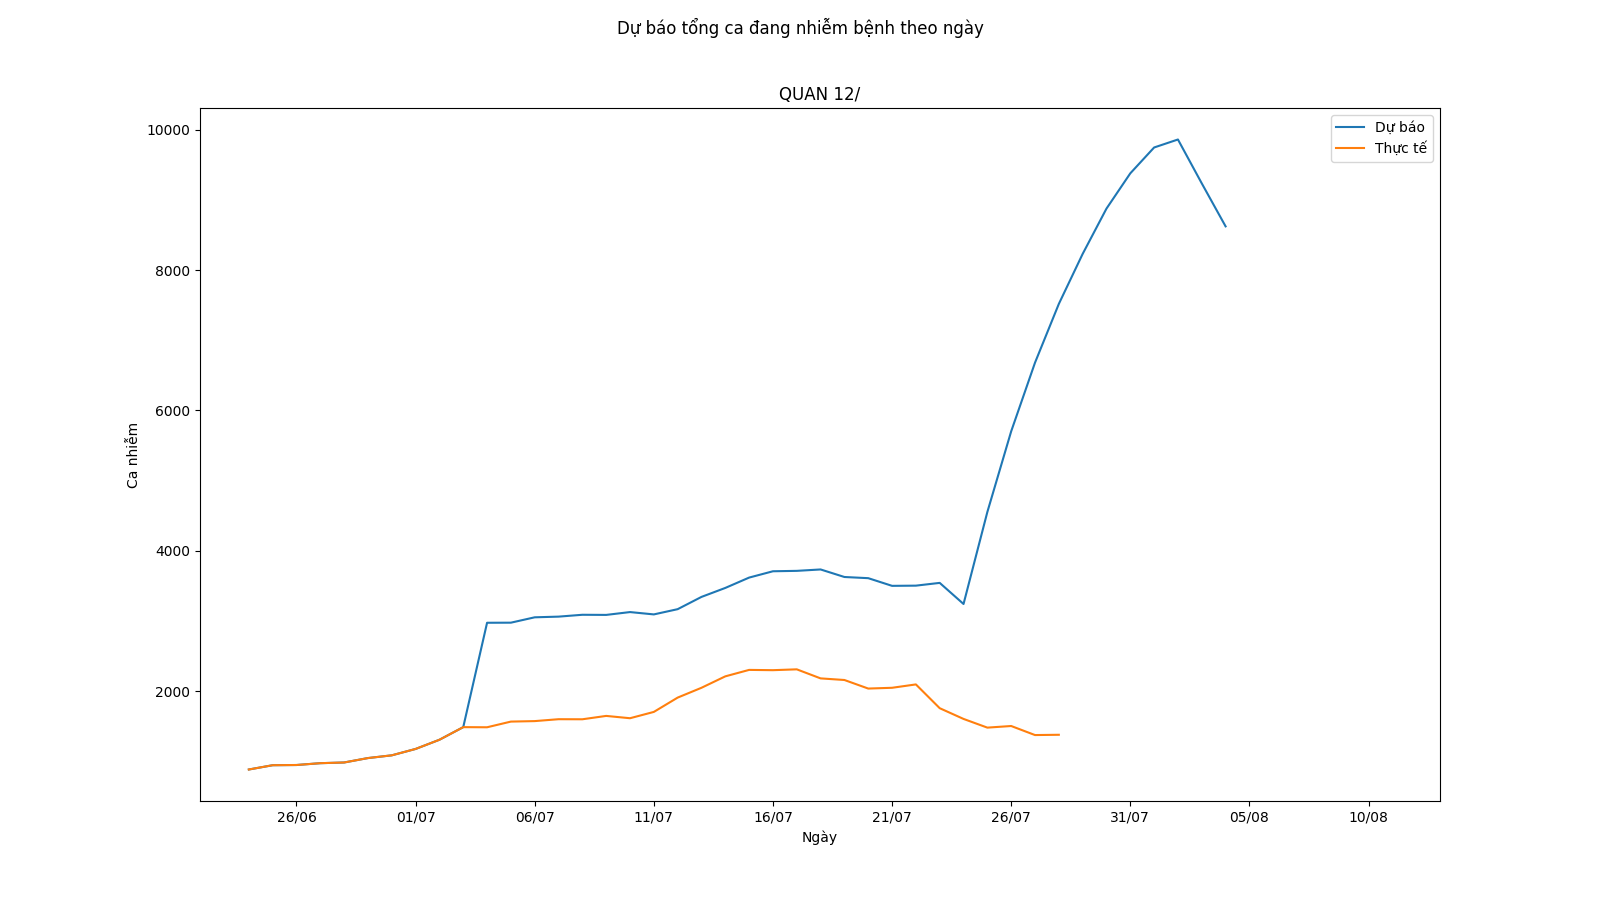 Dự báo tổng ca đang nhiễm bệnh theo ngày
QUAN 12/
Dự báo
Thực tế
10000
8000
6000
4000
2000
Ca nhiễm
26/06 01/07 06/07 11/07 16/07 21/07 26/07 31/07 05/08 10/08
Ngày